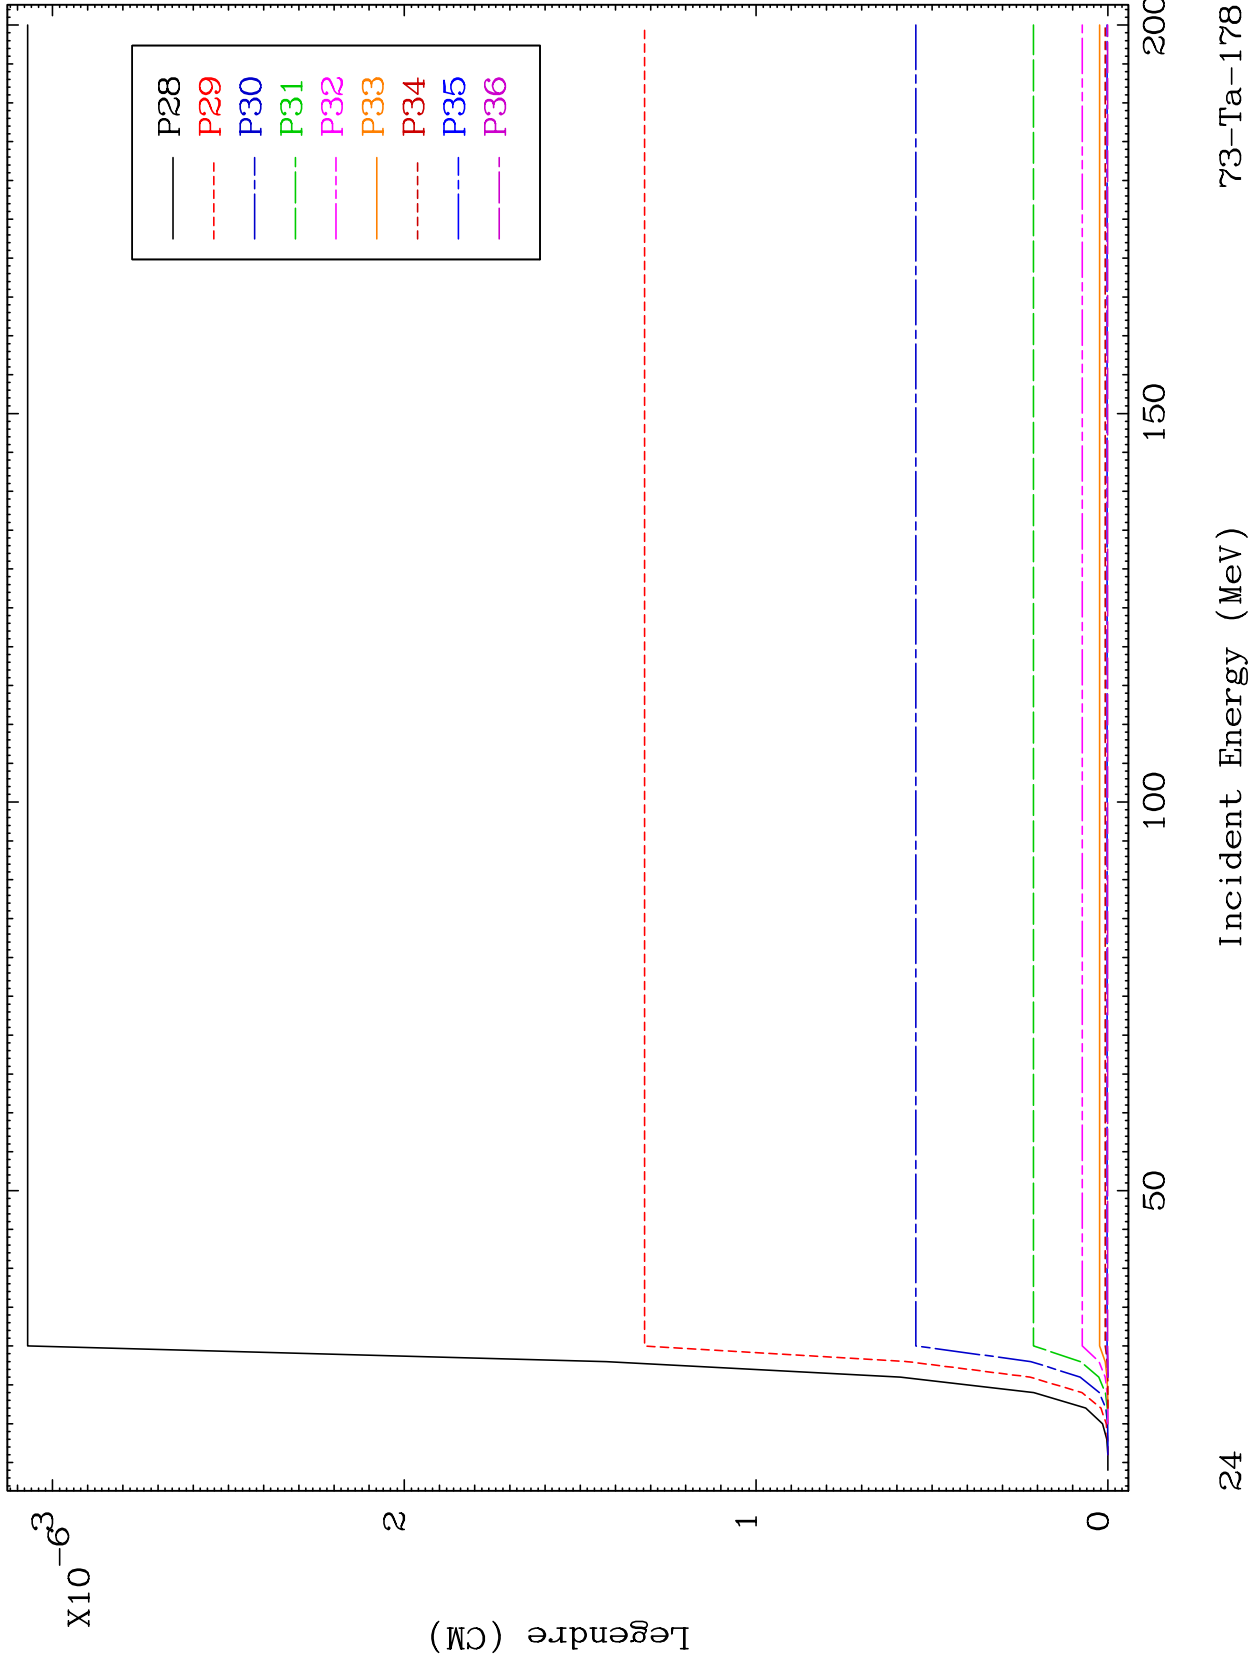 P28
P29
P30
P31
P32
P33
P34
P35
P36
3
2
1
0
X10
-6
Legendre (CM)
50
100
150
200
Incident Energy (MeV)
24
73-Ta-178